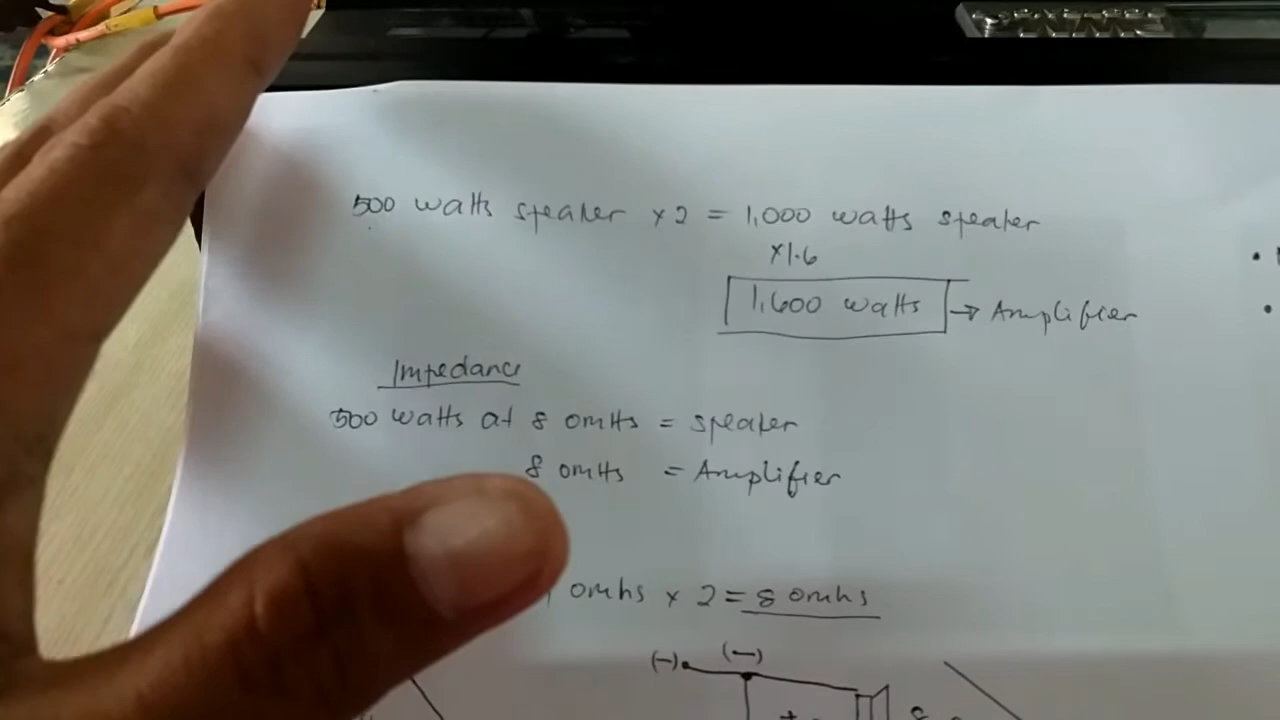 500 watts speaker x 2 = 1,000 watts speaker
x1.6
1,600 watts → Amplifier
Impedance
500 watts at 8 omHs = speaker
8 omHs = Amplifier
omhs x 2 = 8 omhs
(-) (-)
+ 8